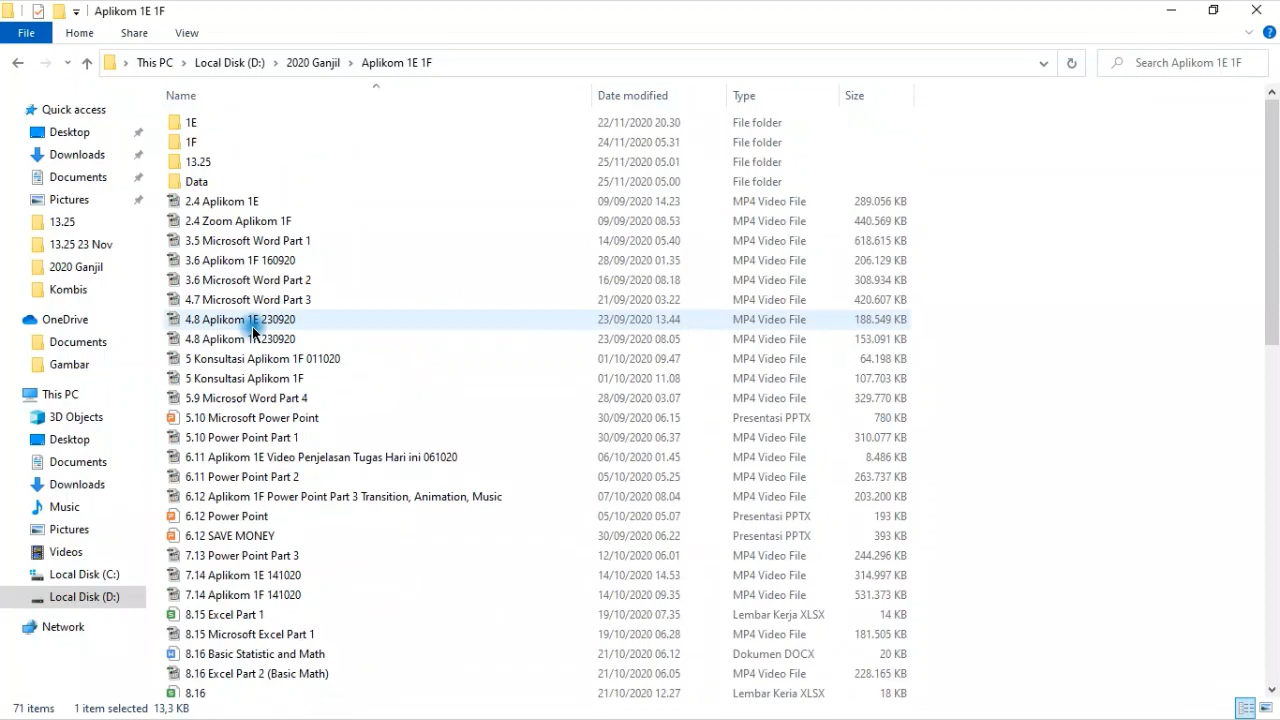 Aplikom 1E 1F
File Home Share View
This PC Local Disk (D:) 2020 Ganjil Aplikom 1E 1F Search Aplikom 1E 1F
Name Date modified Type Size
Quick access
Desktop
Downloads
Documents
Pictures
13.25
13.25 23 Nov
2020 Ganjil
Kombis
OneDrive
Documents
Gambar
This PC
3D Objects
Desktop
Documents
Downloads
Music
Pictures
Videos
Local Disk (C:)
Local Disk (D:)
Network
1E 22/11/2020 20.30 File folder
1F 24/11/2020 05.31 File folder
13.25 25/11/2020 05.01 File folder
Data 25/11/2020 05.00 File folder
2.4 Aplikom 1E 09/09/2020 14.23 MP4 Video File 289.056 KB
2.4 Zoom Aplikom 1F 09/09/2020 08.53 MP4 Video File 440.569 KB
3.5 Microsoft Word Part 1 14/09/2020 05.40 MP4 Video File 618.615 KB
3.6 Aplikom 1F 160920 28/09/2020 01.35 MP4 Video File 206.129 KB
3.6 Microsoft Word Part 2 16/09/2020 08.18 MP4 Video File 308.934 KB
4.7 Microsoft Word Part 3 21/09/2020 03.22 MP4 Video File 420.607 KB
4.8 Aplikom 1E 230920 23/09/2020 13.44 MP4 Video File 188.549 KB
4.8 Aplikom 230920 23/09/2020 08.05 MP4 Video File 153.091 KB
5 Konsultasi Aplikom 1F 011020 01/10/2020 09.47 MP4 Video File 64.198 KB
5 Konsultasi Aplikom 1F 01/10/2020 11.08 MP4 Video File 107.703 KB
5.9 Microsof Word Part 4 28/09/2020 03.07 MP4 Video File 329.770 KB
5.10 Microsoft Power Point 30/09/2020 06.15 Presentasi PPTX 780 KB
5.10 Power Point Part 1 30/09/2020 06.37 MP4 Video File 310.077 KB
6.11 Aplikom 1E Video Penjelasan Tugas Hari ini 061020 06/10/2020 01.45 MP4 Video File 8.486 KB
6.11 Power Point Part 2 05/10/2020 05.25 MP4 Video File 263.737 KB
6.12 Aplikom 1F Power Point Part 3 Transition, Animation, Music 07/10/2020 08.04 MP4 Video File 203.200 KB
6.12 Power Point 05/10/2020 05.07 Presentasi PPTX 193 KB
6.12 SAVE MONEY 30/09/2020 06.22 Presentasi PPTX 393 KB
7.13 Power Point Part 3 12/10/2020 06.01 MP4 Video File 244.296 KB
7.14 Aplikom 1E 141020 14/10/2020 14.53 MP4 Video File 314.997 KB
7.14 Aplikom 1F 141020 14/10/2020 09.35 MP4 Video File 531.373 KB
8.15 Excel Part 1 19/10/2020 07.35 Lembar Kerja XLSX 14 KB
8.15 Microsoft Excel Part 1 19/10/2020 06.28 MP4 Video File 181.505 KB
8.16 Basic Statistic and Math 21/10/2020 06.12 Dokumen DOCX 20 KB
8.16 Excel Part 2 (Basic Math) 21/10/2020 06.05 MP4 Video File 228.165 KB
8.16 21/10/2020 12.27 Lembar Kerja XLSX 18 KB
71 items 1 item selected 13,3 KB